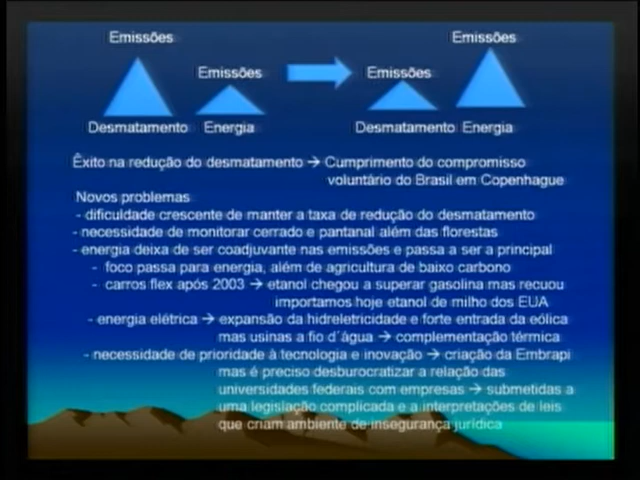 Emissões Emissões
Emissões Emissões
Desmatamento Energia Desmatamento Energia
Êxito na redução do desmatamento → Cumprimento do compromisso
voluntário do Brasil em Copenhague
Novos problemas
- dificuldade crescente de manter a taxa de redução do desmatamento
- necessidade de monitorar cerrado e pantanal além das florestas
- energia deixa de ser coadjuvante nas emissões e passa a ser a principal
- foco passa para energia, além de agricultura de baixo carbono
- carros flex após 2003 → etanol chegou a superar gasolina mas recuou
importamos hoje etanol de milho dos EUA
- energia elétrica → expansão da hidreletricidade e forte entrada da eólica
mas usinas a fio d´água → complementação térmica
- necessidade de prioridade à tecnologia e inovação → criação da Embrapi
mas é preciso desburocratizar a relação das
universidades federais com empresas → submetidas a
uma legislação complicada e a interpretações de leis
que criam ambiente de insegurança jurídica